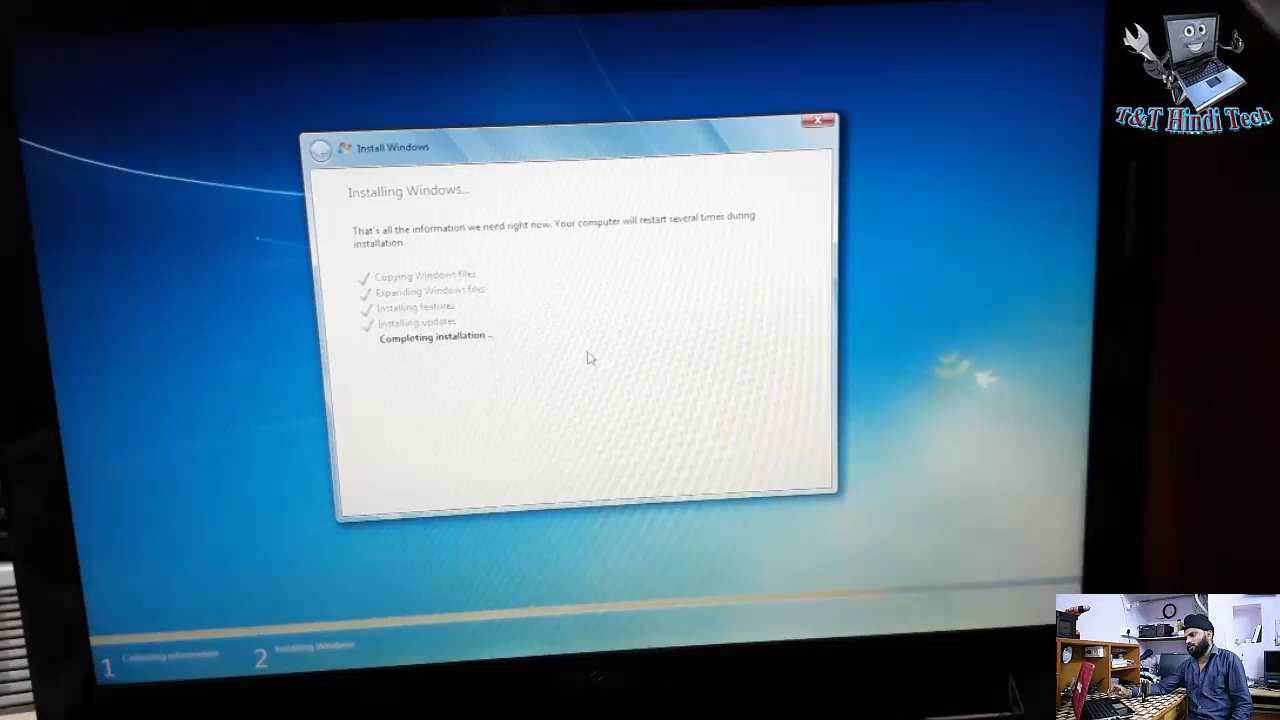 T&T Hindi Tech
Install Windows
Installing Windows...
That's all the information we need right now. Your computer will restart several times during
installation.
Copying Windows files
Expanding Windows files
Installing features
Installing updates
Completing installation ..
1 Collecting information
2 Installing Windows